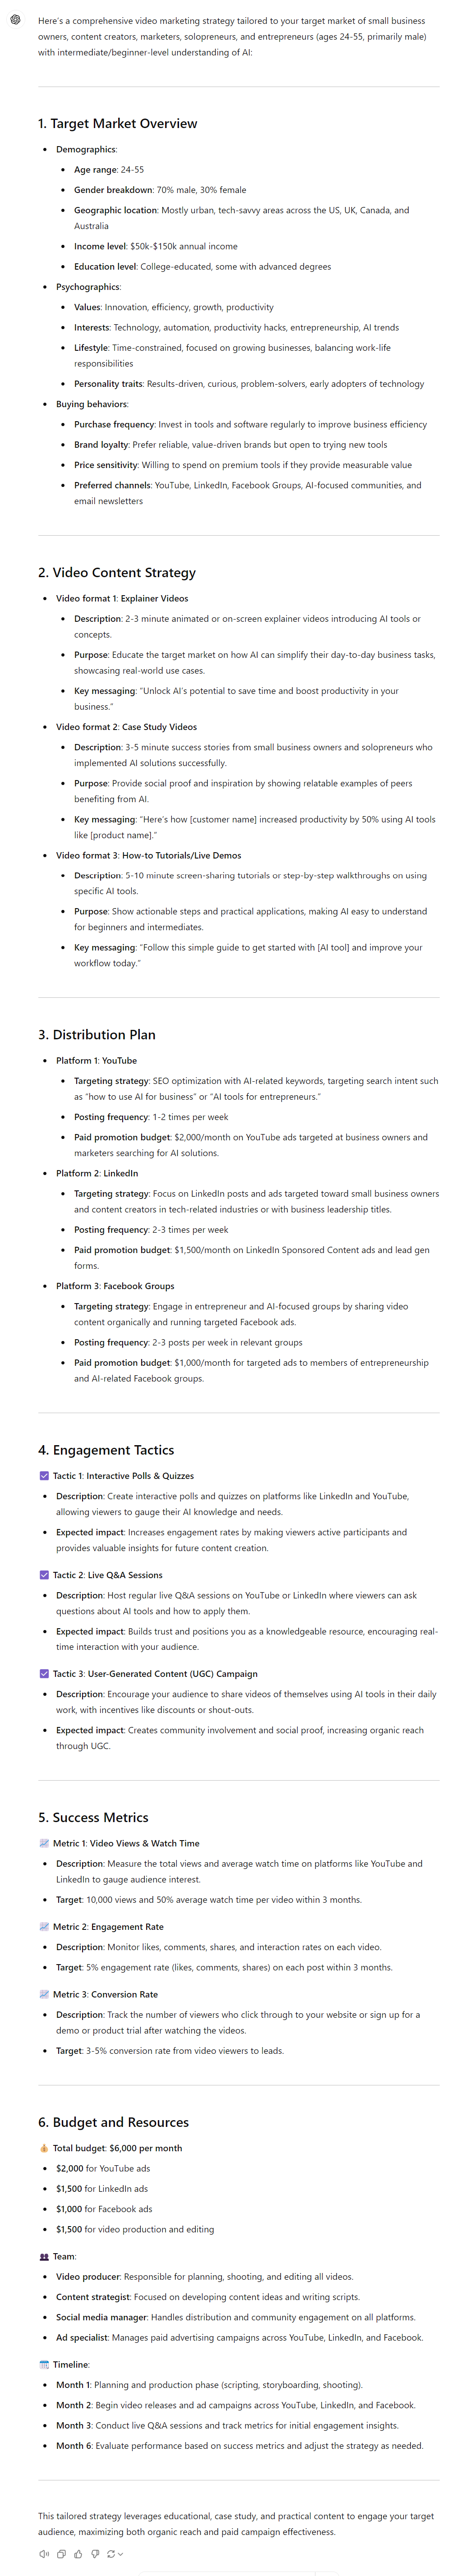 Here's a comprehensive video marketing strategy tailored to your target market of small business
owners, content creators, marketers, solopreneurs, and entrepreneurs (ages 24-55, primarily male)
with intermediate/beginner-level understanding of AI:
1. Target Market Overview
• Demographics:
• Age range: 24-55
• Gender breakdown: 70% male, 30% female
• Geographic location: Mostly urban, tech-savvy areas across the US, UK, Canada, and
Australia
• Income level: $50k-$150k annual income
• Education level: College-educated, some with advanced degrees
• Psychographics:
• Values: Innovation, efficiency, growth, productivity
• Interests: Technology, automation, productivity hacks, entrepreneurship, AI trends
• Lifestyle: Time-constrained, focused on growing businesses, balancing work-life
responsibilities
• Personality traits: Results-driven, curious, problem-solvers, early adopters of technology
• Buying behaviors:
• Purchase frequency: Invest in tools and software regularly to improve business efficiency
• Brand loyalty: Prefer reliable, value-driven brands but open to trying new tools
• Price sensitivity: Willing to spend on premium tools if they provide measurable value
• Preferred channels: YouTube, LinkedIn, Facebook Groups, AI-focused communities, and
email newsletters
2. Video Content Strategy
• Video format 1: Explainer Videos
• Description: 2-3 minute animated or on-screen explainer videos introducing AI tools or
concepts.
• Purpose: Educate the target market on how AI can simplify their day-to-day business tasks,
showcasing real-world use cases.
• Key messaging: "Unlock AI's potential to save time and boost productivity in your
business."
• Video format 2: Case Study Videos
• Description: 3-5 minute success stories from small business owners and solopreneurs who
implemented AI solutions successfully.
• Purpose: Provide social proof and inspiration by showing relatable examples of peers
benefiting from AI.
• Key messaging: "Here's how [customer name] increased productivity by 50% using AI tools
like [product name]."
• Video format 3: How-to Tutorials/Live Demos
• Description: 5-10 minute screen-sharing tutorials or step-by-step walkthroughs on using
specific AI tools.
• Purpose: Show actionable steps and practical applications, making AI easy to understand
for beginners and intermediates.
• Key messaging: "Follow this simple guide to get started with [AI tool] and improve your
workflow today."
3. Distribution Plan
• Platform 1: YouTube
• Targeting strategy: SEO optimization with AI-related keywords, targeting search intent such
as "how to use AI for business" or "AI tools for entrepreneurs."
• Posting frequency: 1-2 times per week
• Paid promotion budget: $2,000/month on YouTube ads targeted at business owners and
marketers searching for AI solutions.
• Platform 2: LinkedIn
• Targeting strategy: Focus on LinkedIn posts and ads targeted toward small business owners
and content creators in tech-related industries or with business leadership titles.
• Posting frequency: 2-3 times per week
• Paid promotion budget: $1,500/month on LinkedIn Sponsored Content ads and lead gen
forms.
• Platform 3: Facebook Groups
• Targeting strategy: Engage in entrepreneur and AI-focused groups by sharing video
content organically and running targeted Facebook ads.
• Posting frequency: 2-3 posts per week in relevant groups
• Paid promotion budget: $1,000/month for targeted ads to members of entrepreneurship
and AI-related Facebook groups.
4. Engagement Tactics
☑ Tactic 1: Interactive Polls & Quizzes
• Description: Create interactive polls and quizzes on platforms like LinkedIn and YouTube,
allowing viewers to gauge their AI knowledge and needs.
• Expected impact: Increases engagement rates by making viewers active participants and
provides valuable insights for future content creation.
☑ Tactic 2: Live Q&A Sessions
• Description: Host regular live Q&A sessions on YouTube or LinkedIn where viewers can ask
questions about AI tools and how to apply them.
• Expected impact: Builds trust and positions you as a knowledgeable resource, encouraging real-
time interaction with your audience.
☑ Tactic 3: User-Generated Content (UGC) Campaign
• Description: Encourage your audience to share videos of themselves using AI tools in their daily
work, with incentives like discounts or shout-outs.
• Expected impact: Creates community involvement and social proof, increasing organic reach
through UGC.
5. Success Metrics
📈 Metric 1: Video Views & Watch Time
• Description: Measure the total views and average watch time on platforms like YouTube and
LinkedIn to gauge audience interest.
• Target: 10,000 views and 50% average watch time per video within 3 months.
📈 Metric 2: Engagement Rate
• Description: Monitor likes, comments, shares, and interaction rates on each video.
• Target: 5% engagement rate (likes, comments, shares) on each post within 3 months.
📈 Metric 3: Conversion Rate
• Description: Track the number of viewers who click through to your website or sign up for a
demo or product trial after watching the videos.
• Target: 3-5% conversion rate from video viewers to leads.
6. Budget and Resources
💰 Total budget: $6,000 per month
• $2,000 for YouTube ads
• $1,500 for LinkedIn ads
• $1,000 for Facebook ads
• $1,500 for video production and editing
👥 Team:
• Video producer: Responsible for planning, shooting, and editing all videos.
• Content strategist: Focused on developing content ideas and writing scripts.
• Social media manager: Handles distribution and community engagement on all platforms.
• Ad specialist: Manages paid advertising campaigns across YouTube, LinkedIn, and Facebook.
📅 Timeline:
• Month 1: Planning and production phase (scripting, storyboarding, shooting).
• Month 2: Begin video releases and ad campaigns across YouTube, LinkedIn, and Facebook.
• Month 3: Conduct live Q&A sessions and track metrics for initial engagement insights.
• Month 6: Evaluate performance based on success metrics and adjust the strategy as needed.
This tailored strategy leverages educational, case study, and practical content to engage your target
audience, maximizing both organic reach and paid campaign effectiveness.